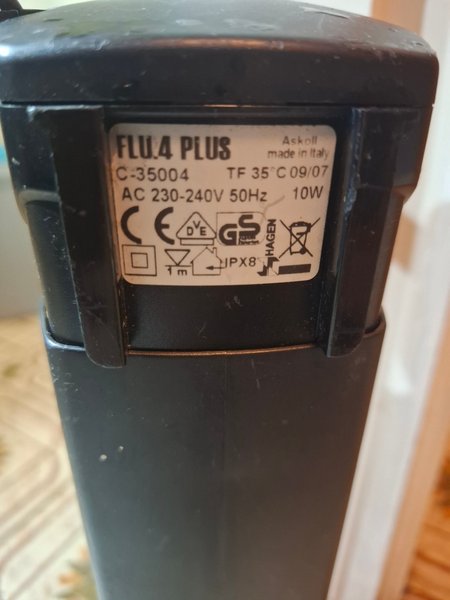 FLU.4 PLUS
Askoll
made in Italy
C-35004 TF 35°C 09/07
AC 230-240V 50Hz 10W
CE DVE GS HAGEN
1 m IPX8